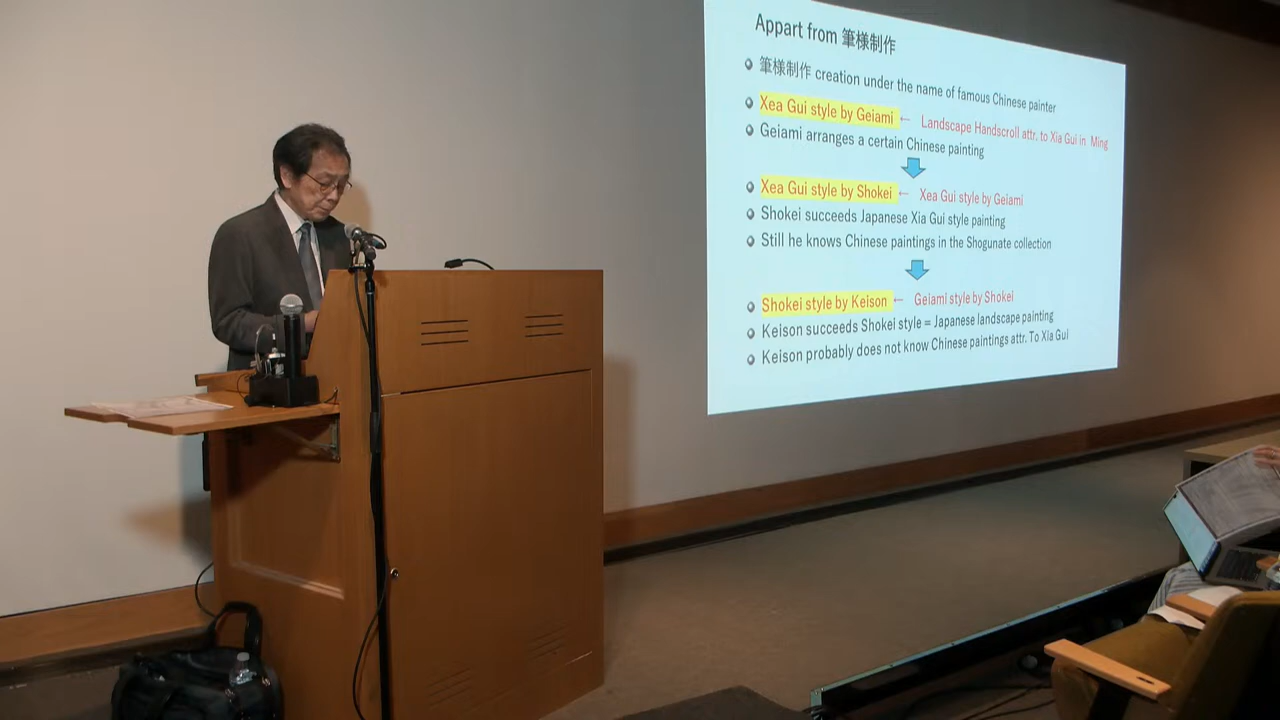 Appart from 筆様制作
筆様制作 creation under the name of famous Chinese painter
Xea Gui style by Geiami ← Landscape Handscroll attr. to Xia Gui in Ming
Geiami arranges a certain Chinese painting
Xea Gui style by Shokei ← Xea Gui style by Geiami
Shokei succeeds Japanese Xia Gui style painting
Still he knows Chinese paintings in the Shogunate collection
Shokei style by Keison ← Geiami style by Shokei
Keison succeeds Shokei style = Japanese landscape painting
Keison probably does not know Chinese paintings attr. To Xia Gui